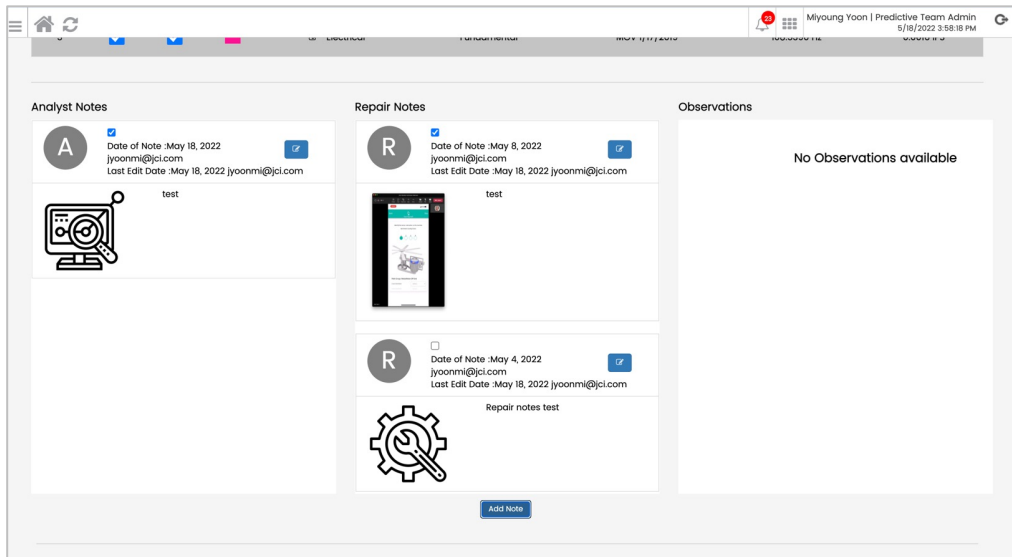 23
Miyoung Yoon | Predictive Team Admin
5/18/2022 3:58:18 PM
Electrical Fundamental MOV 1/17/2019
Analyst Notes
A
Date of Note :May 18, 2022
jyoonmi@jci.com
Last Edit Date :May 18, 2022 jyoonmi@jci.com
test
Repair Notes
R
Date of Note :May 8, 2022
jyoonmi@jci.com
Last Edit Date :May 18, 2022 jyoonmi@jci.com
test
R
Date of Note :May 4, 2022
jyoonmi@jci.com
Last Edit Date :May 18, 2022 jyoonmi@jci.com
Repair notes test
Observations
No Observations available
Add Note